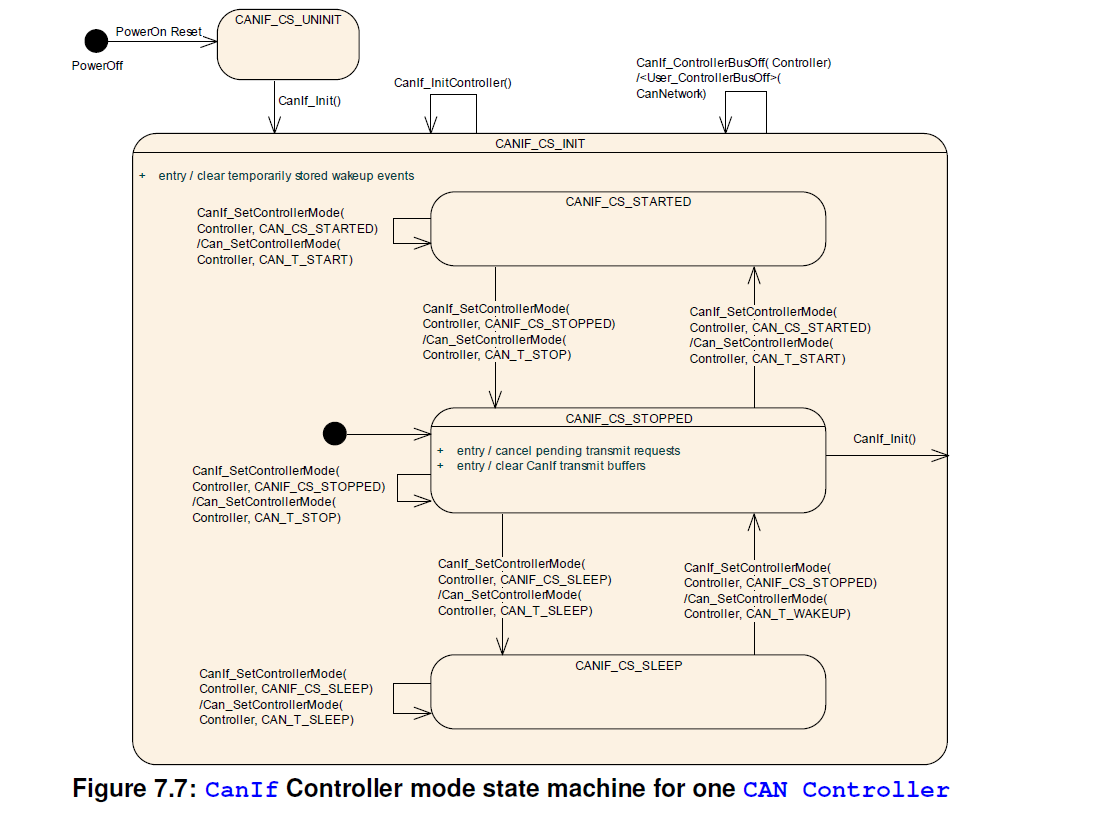 CANIF_CS_UNINIT
PowerOn Reset
PowerOff
CanIf_Init()
CanIf_InitController()
CanIf_ControllerBusOff( Controller)
/<User_ControllerBusOff>(
CanNetwork)
CANIF_CS_INIT
+ entry / clear temporarily stored wakeup events
CANIF_CS_STARTED
CanIf_SetControllerMode(
Controller, CAN_CS_STARTED)
/Can_SetControllerMode(
Controller, CAN_T_START)
CanIf_SetControllerMode(
Controller, CANIF_CS_STOPPED)
/Can_SetControllerMode(
Controller, CAN_T_STOP)
CanIf_SetControllerMode(
Controller, CAN_CS_STARTED)
/Can_SetControllerMode(
Controller, CAN_T_START)
CANIF_CS_STOPPED
+ entry / cancel pending transmit requests
+ entry / clear CanIf transmit buffers
CanIf_Init()
CanIf_SetControllerMode(
Controller, CANIF_CS_STOPPED)
/Can_SetControllerMode(
Controller, CAN_T_STOP)
CanIf_SetControllerMode(
Controller, CANIF_CS_SLEEP)
/Can_SetControllerMode(
Controller, CAN_T_SLEEP)
CanIf_SetControllerMode(
Controller, CANIF_CS_STOPPED)
/Can_SetControllerMode(
Controller, CAN_T_WAKEUP)
CANIF_CS_SLEEP
CanIf_SetControllerMode(
Controller, CANIF_CS_SLEEP)
/Can_SetControllerMode(
Controller, CAN_T_SLEEP)
Figure 7.7: CanIf Controller mode state machine for one CAN Controller